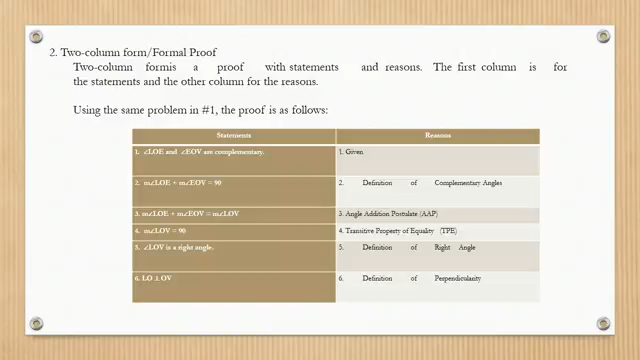 2. Two-column form/Formal Proof
Two-column formis a proof with statements and reasons. The first column is for
the statements and the other column for the reasons.
Using the same problem in #1, the proof is as follows:
Statements Reasons
1. ∠LOE and ∠EOV are complementary. 1. Given
2. m∠LOE + m∠EOV = 90 2. Definition of Complementary Angles
3. m∠LOE + m∠EOV = m∠LOV 3. Angle Addition Postulate (AAP)
4. m∠LOV = 90 4. Transitive Property of Equality (TPE)
5. ∠LOV is a right angle. 5. Definition of Right Angle
6. LO ⊥ OV 6. Definition of Perpendicularity